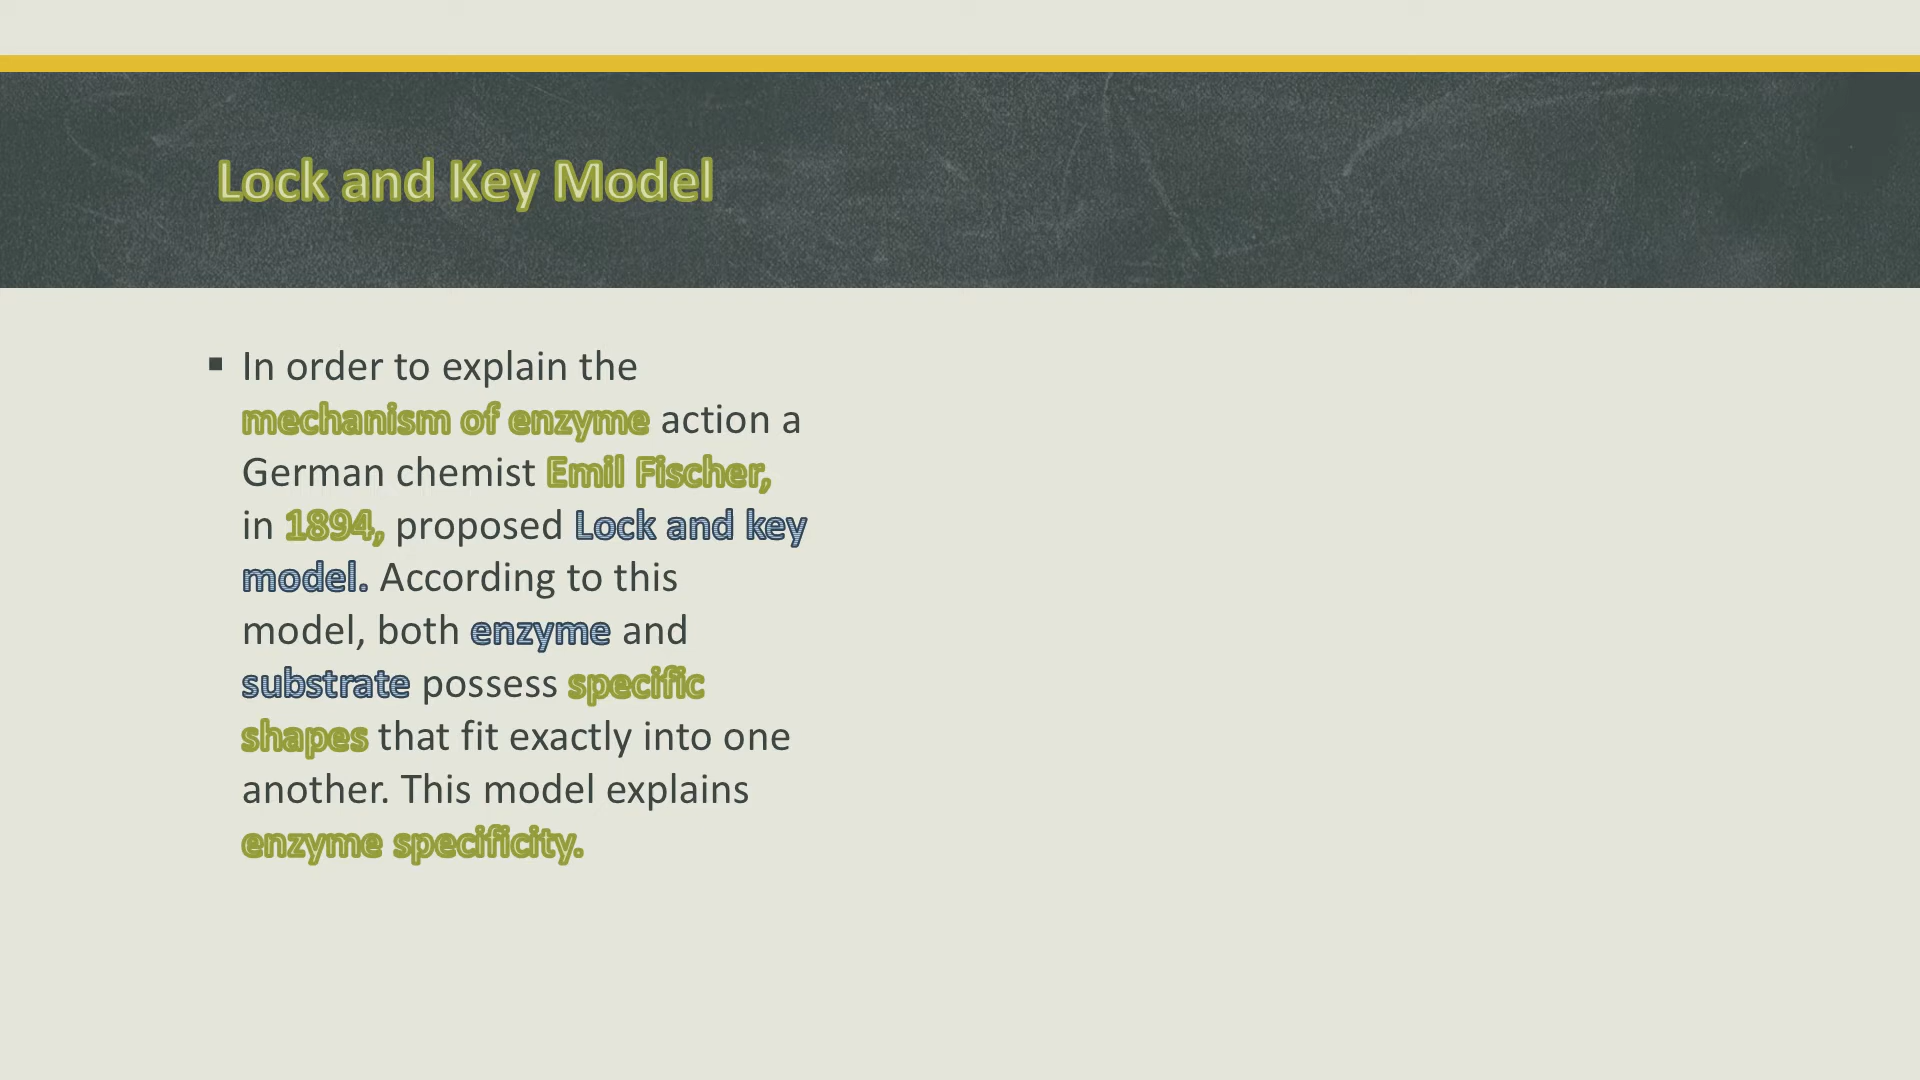 Lock and Key Model
▪ In order to explain the
mechanism of enzyme action a
German chemist Emil Fischer,
in 1894, proposed Lock and key
model. According to this
model, both enzyme and
substrate possess specific
shapes that fit exactly into one
another. This model explains
enzyme specificity.